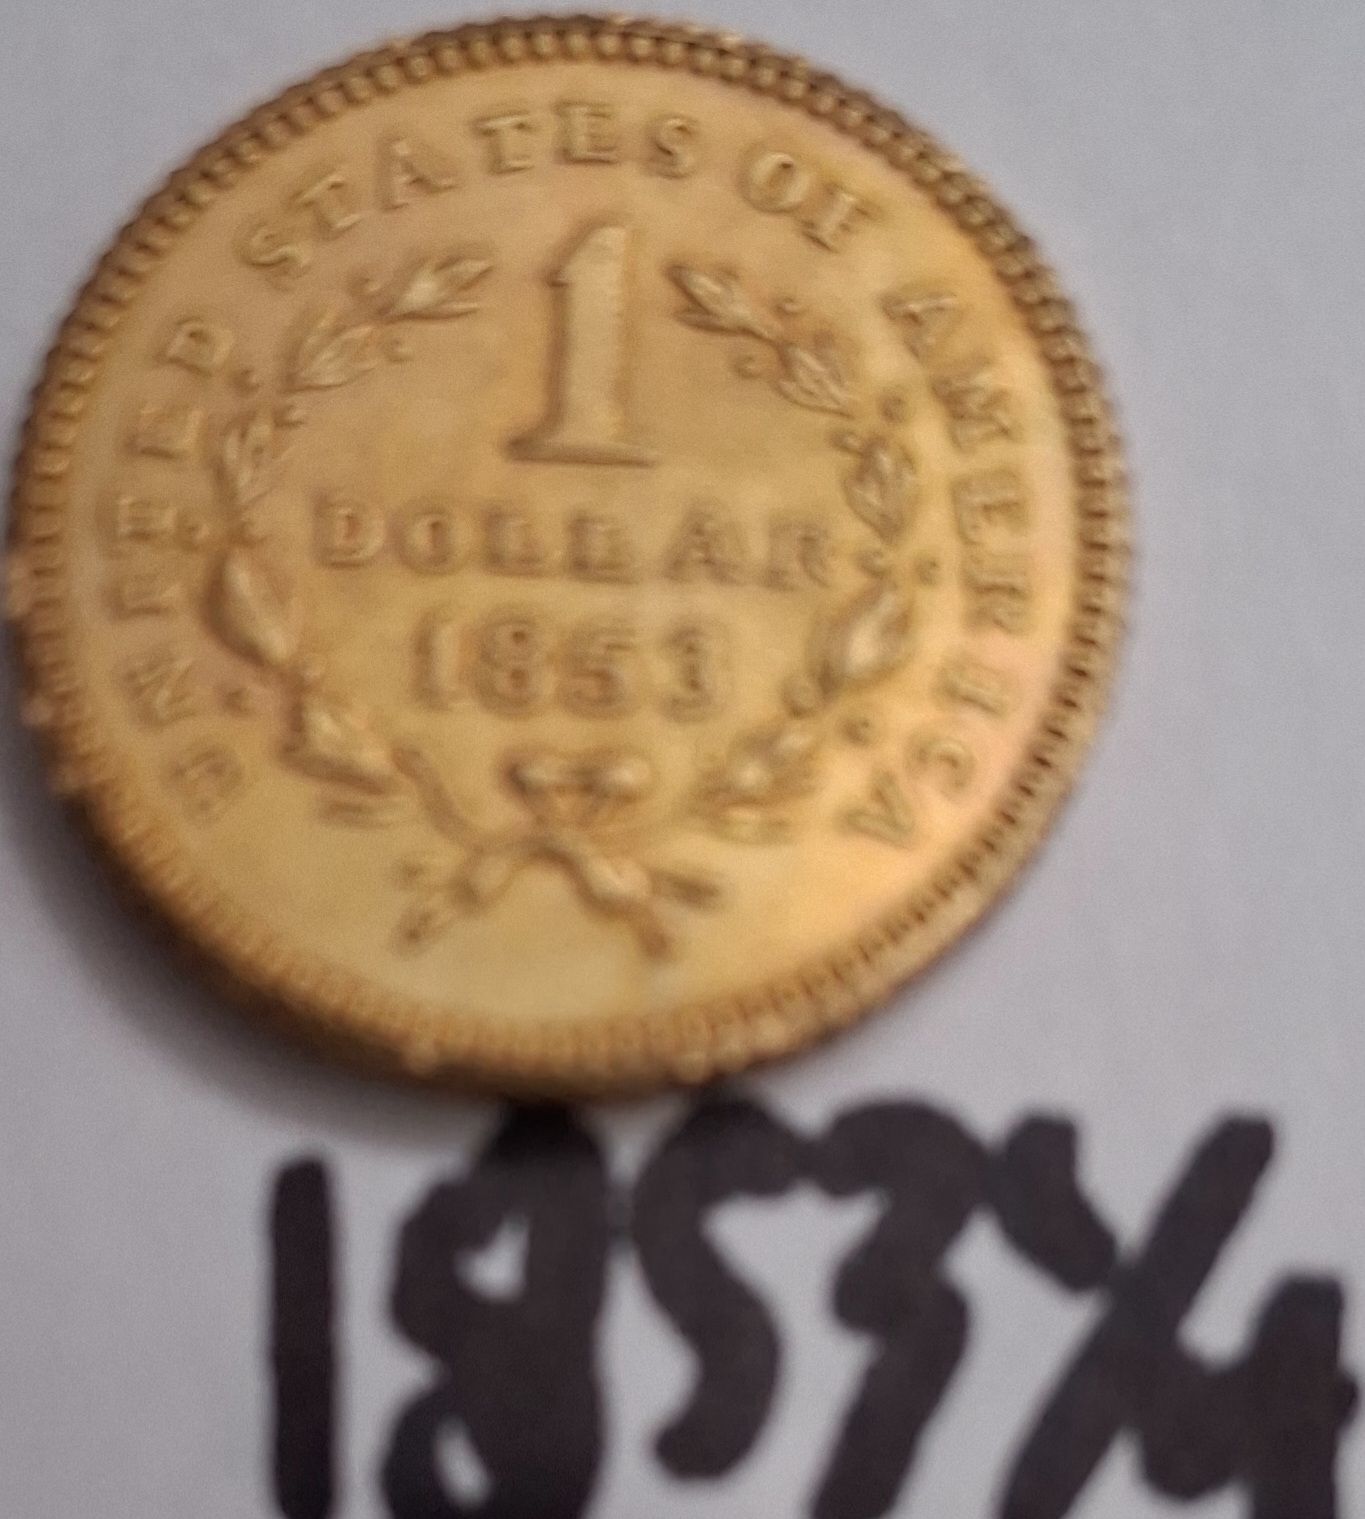 UNITED STATES OF AMERICA
1
DOLLAR
1853
1853